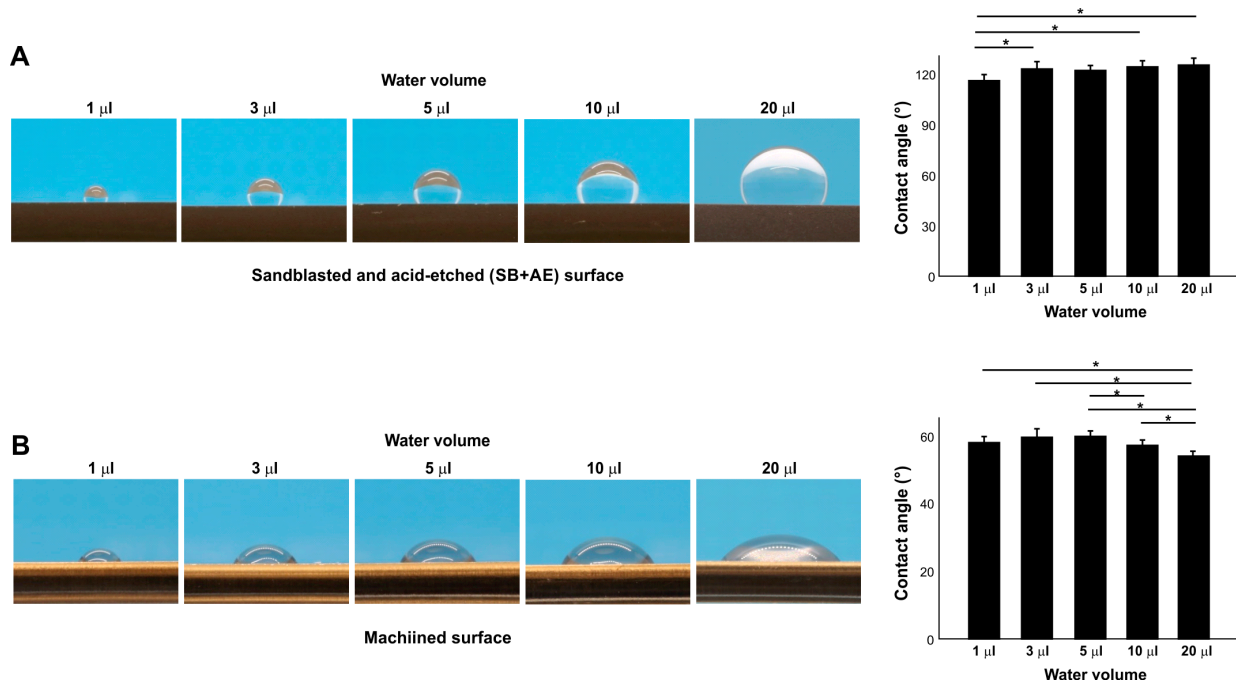 A
Water volume
1 μl 3 μl 5 μl 10 μl 20 μl
Sandblasted and acid-etched (SB+AE) surface
*
*
*
120
90
60
30
0
Contact angle (°)
1 μl 3 μl 5 μl 10 μl 20 μl
Water volume
B
Water volume
1 μl 3 μl 5 μl 10 μl 20 μl
Machiined surface
*
*
*
*
*
60
40
20
0
Contact angle (°)
1 μl 3 μl 5 μl 10 μl 20 μl
Water volume